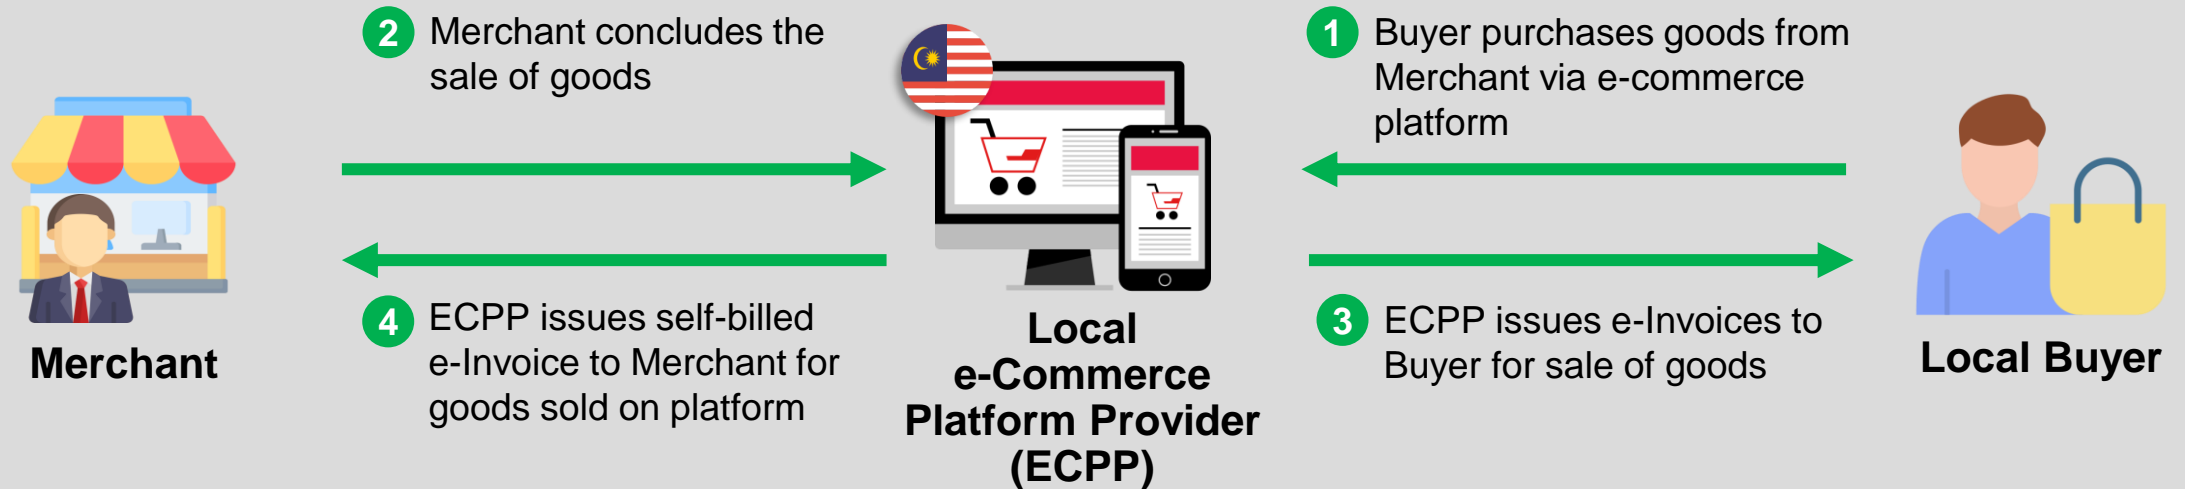 2
Merchant concludes the
sale of goods
1
Buyer purchases goods from
Merchant via e-commerce
platform
4
ECPP issues self-billed
e-Invoice to Merchant for
goods sold on platform
3
ECPP issues e-Invoices to
Buyer for sale of goods
Merchant
Local
e-Commerce
Platform Provider
(ECPP)
Local Buyer